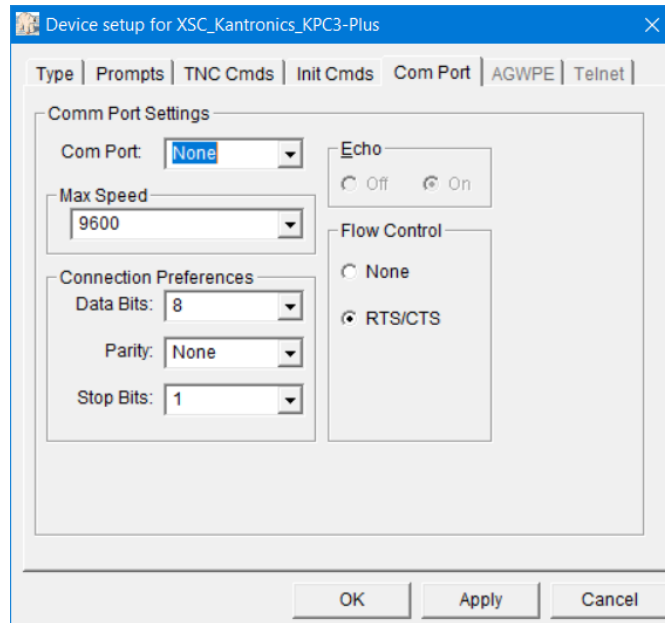 Device setup for XSC_Kantronics_KPC3-Plus
Type Prompts TNC Cmds Init Cmds Com Port AGWPE Telnet
Comm Port Settings
Com Port: None
Echo
Off On
Max Speed
9600
Flow Control
None
RTS/CTS
Connection Preferences
Data Bits: 8
Parity: None
Stop Bits: 1
OK Apply Cancel